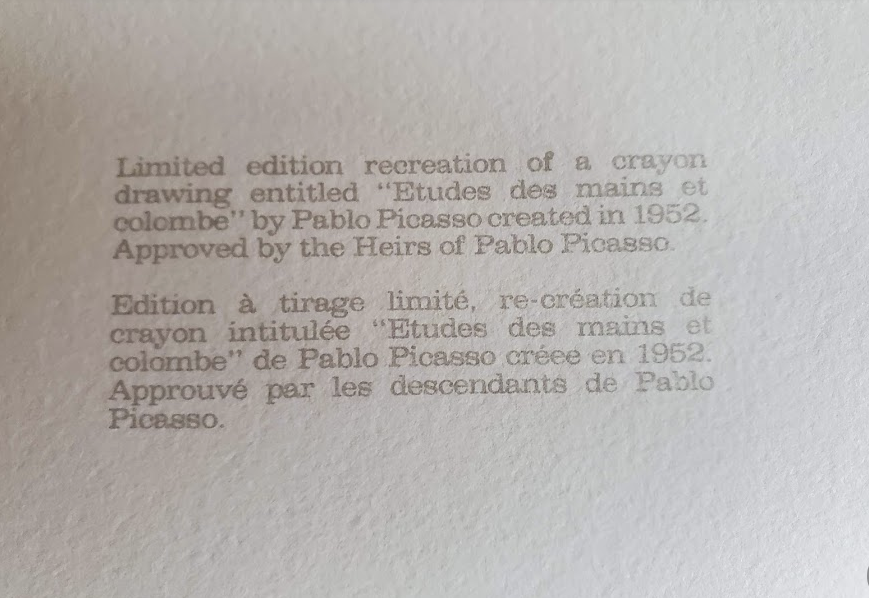 Limited edition recreation of a crayon
drawing entitled "Etudes des mains et
colombe" by Pablo Picasso created in 1952.
Approved by the Heirs of Pablo Picasso.
Edition à tirage limité, re-création de
crayon intitulée "Etudes des mains et
colombe" de Pablo Picasso créee en 1952.
Approuvé par les descendants de Pablo
Picasso.